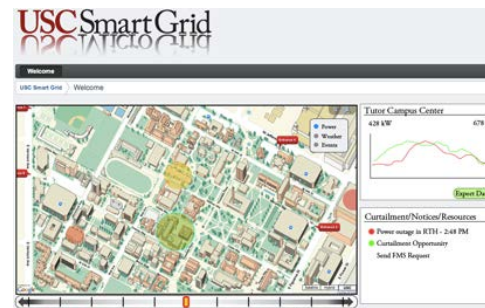 USC Smart Grid
Welcome
USC Smart Grid
Welcome
Power
Weather
Events
Tutor Campus Center
428 kW
678
Export Da
Curtailment/Notices/Resources
Power outage in RTH - 2:48 PM
Curtailment Opportunity
Send FMS Request